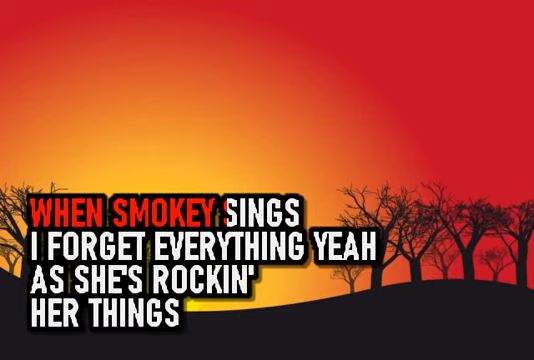 WHEN SMOKEY SINGS
I FORGET EVERYTHING YEAH
AS SHE'S ROCKIN'
HER THINGS